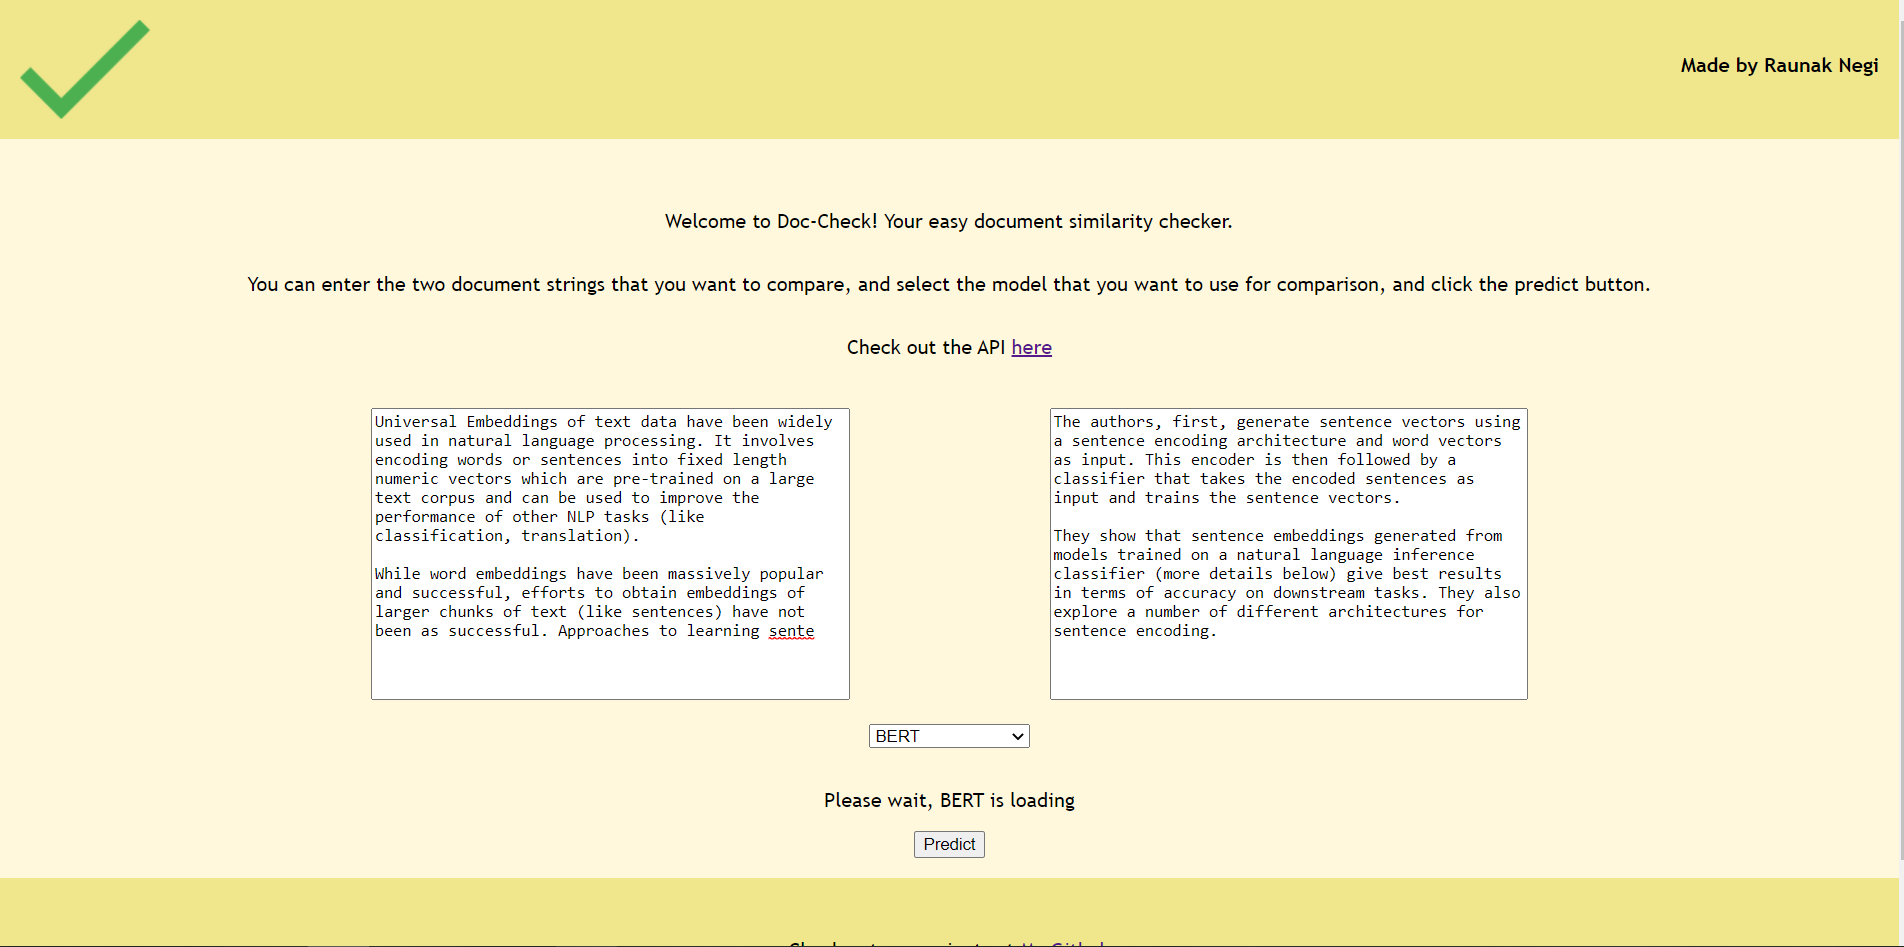 Made by Raunak Negi
Welcome to Doc-Check! Your easy document similarity checker.
You can enter the two document strings that you want to compare, and select the model that you want to use for comparison, and click the predict button.
Check out the API here
Universal Embeddings of text data have been widely
used in natural language processing. It involves
encoding words or sentences into fixed length
numeric vectors which are pre-trained on a large
text corpus and can be used to improve the
performance of other NLP tasks (like
classification, translation).
While word embeddings have been massively popular
and successful, efforts to obtain embeddings of
larger chunks of text (like sentences) have not
been as successful. Approaches to learning sente
The authors, first, generate sentence vectors using
a sentence encoding architecture and word vectors
as input. This encoder is then followed by a
classifier that takes the encoded sentences as
input and trains the sentence vectors.
They show that sentence embeddings generated from
models trained on a natural language inference
classifier (more details below) give best results
in terms of accuracy on downstream tasks. They also
explore a number of different architectures for
sentence encoding.
BERT
Please wait, BERT is loading
Predict